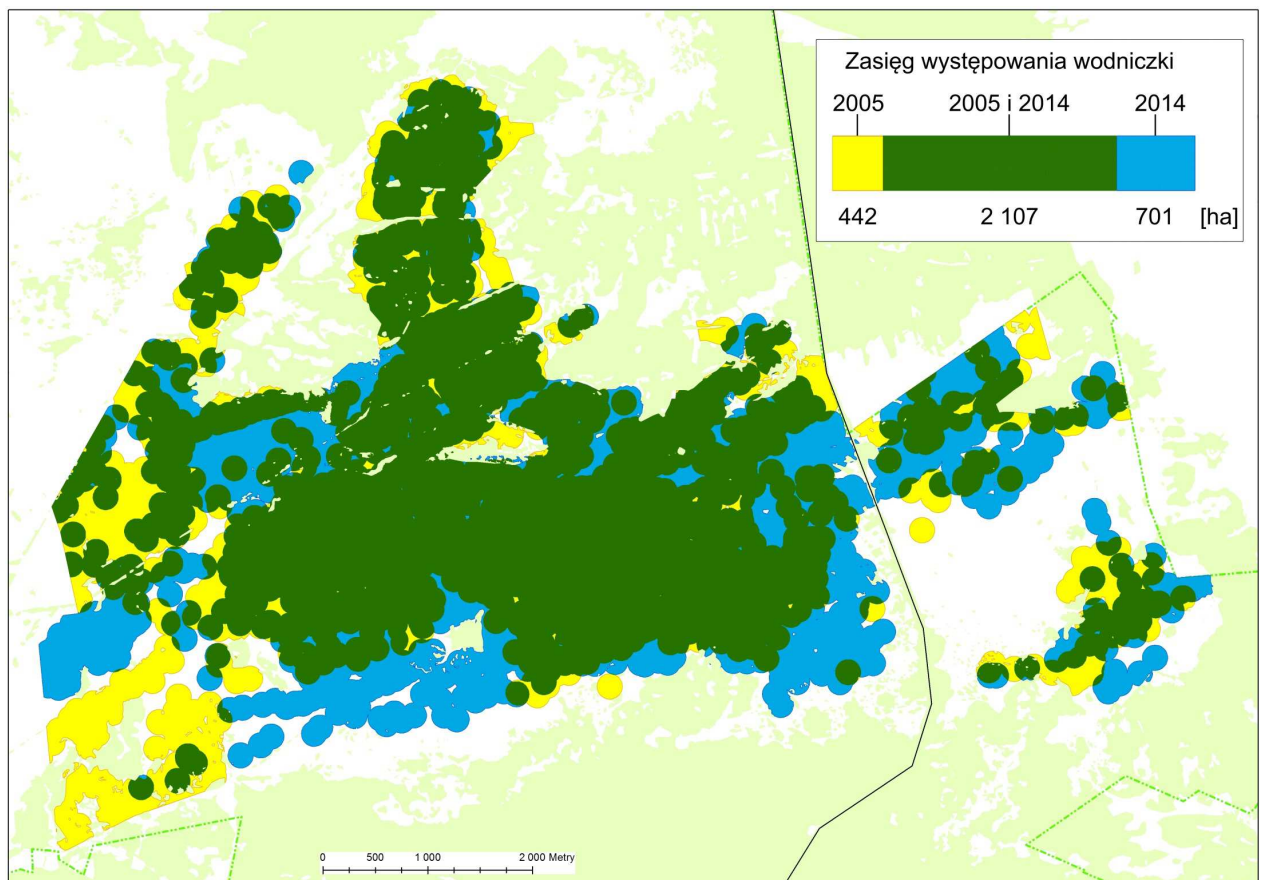 Zasięg występowania wodniczki
2005 2005 i 2014 2014
442 2 107 701 [ha]
0 500 1 000 2 000 Metry